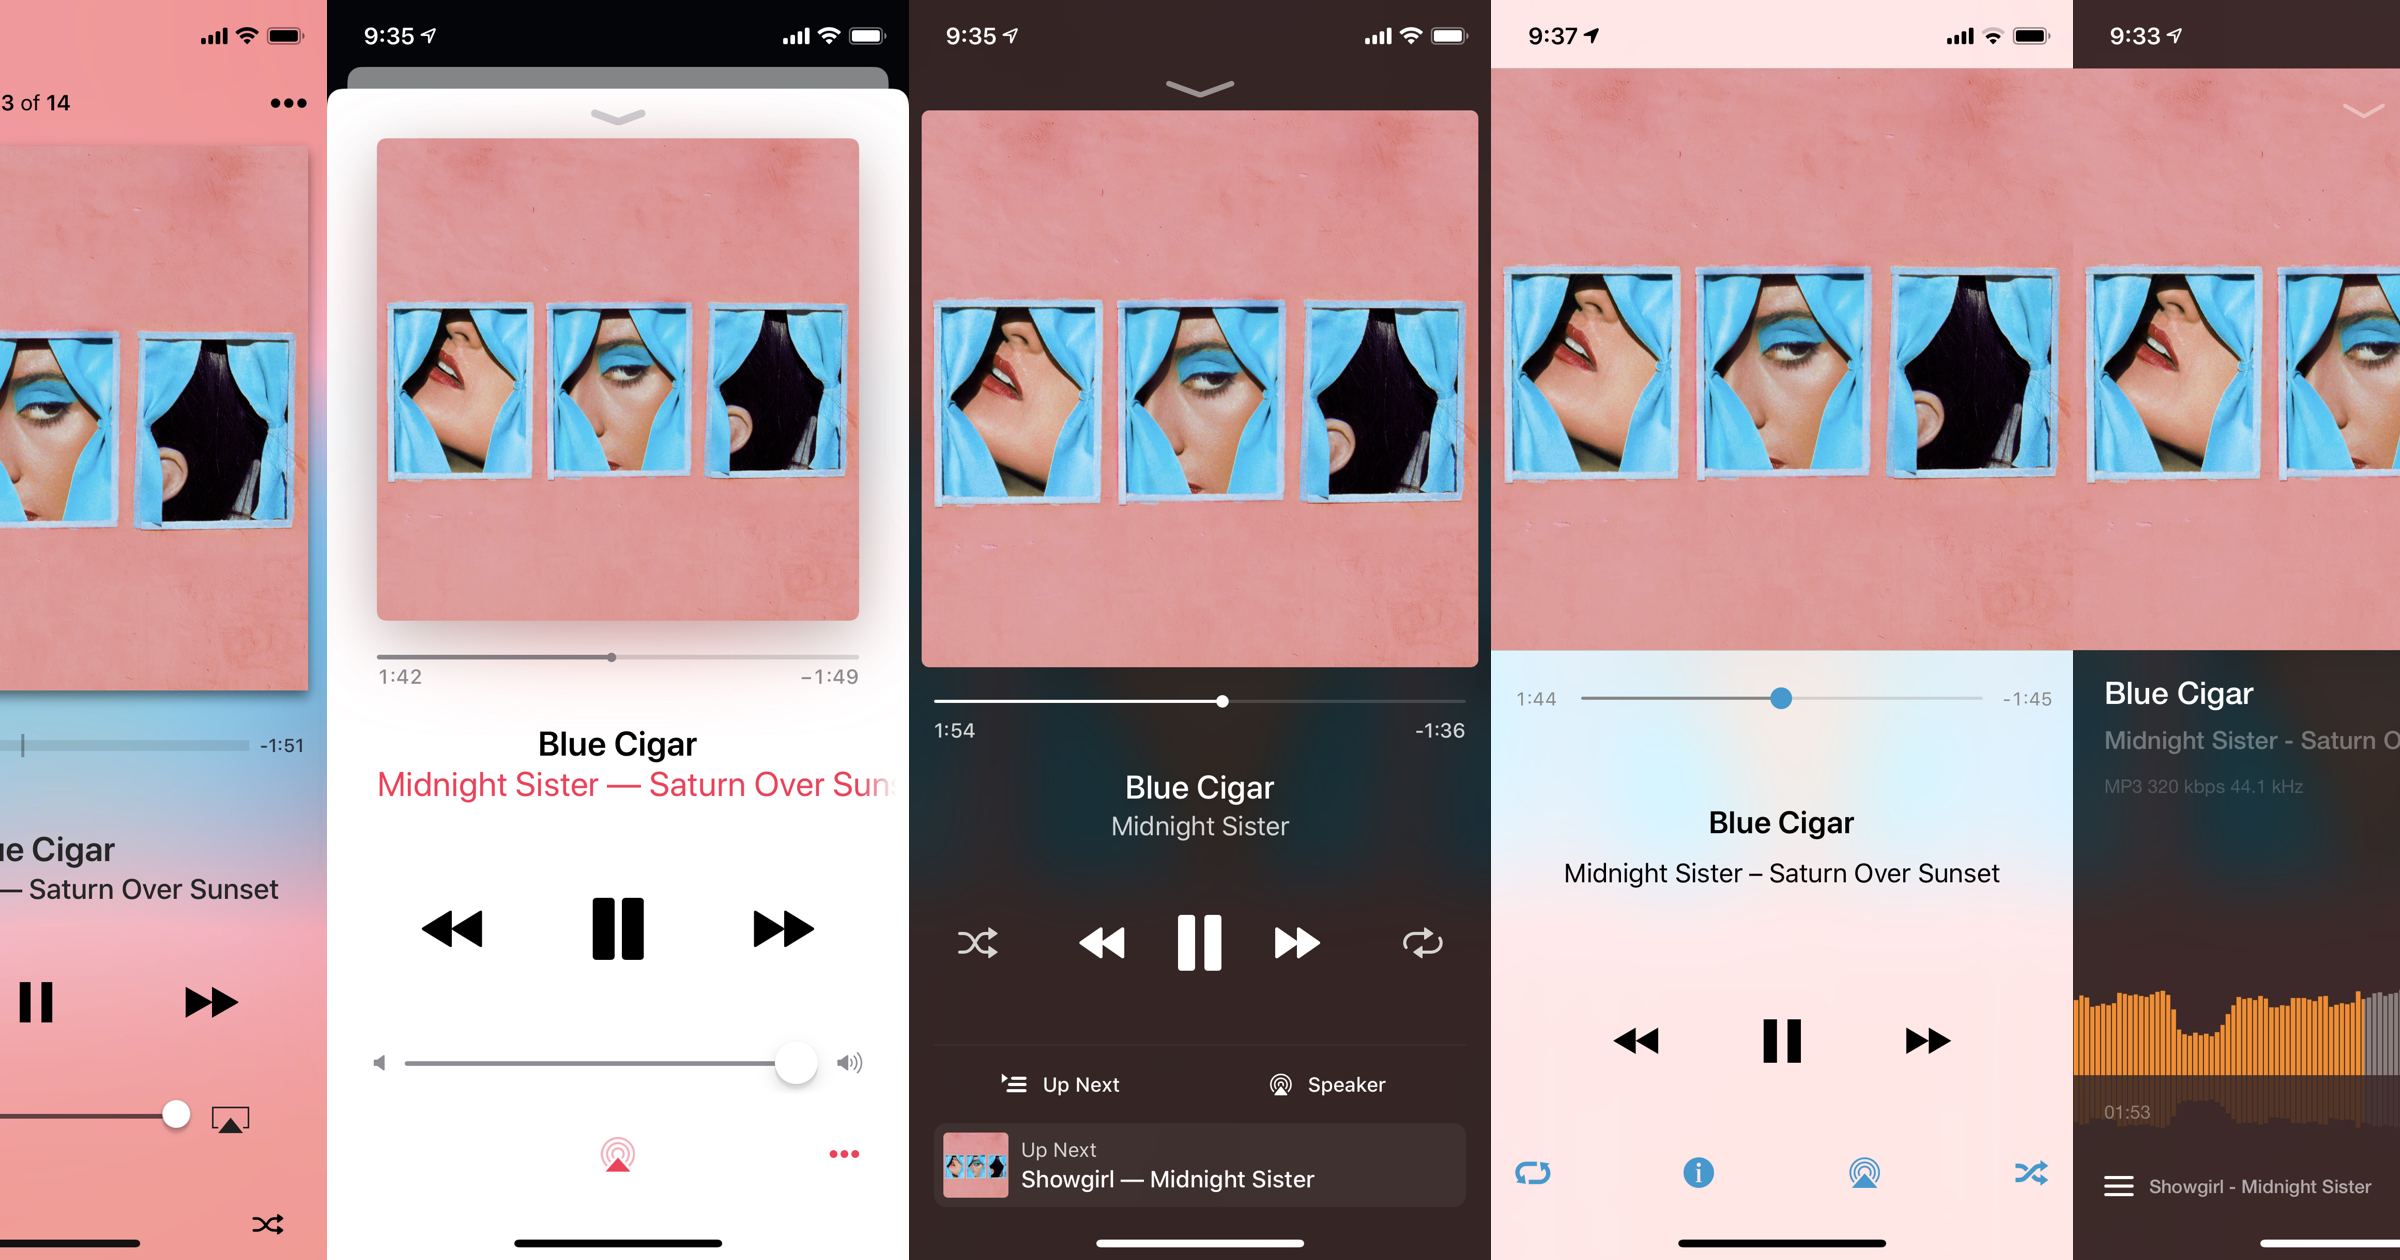 3 of 14
-1:51
ue Cigar
— Saturn Over Sunset
9:35
1:42
−1:49
Blue Cigar
Midnight Sister — Saturn Over Sun
9:35
1:54
-1:36
Blue Cigar
Midnight Sister
Up Next
Speaker
Up Next
Showgirl — Midnight Sister
9:37
1:44
-1:45
Blue Cigar
Midnight Sister – Saturn Over Sunset
9:33
Blue Cigar
Midnight Sister - Saturn O
MP3 320 kbps 44.1 kHz
01:53
Showgirl - Midnight Sister